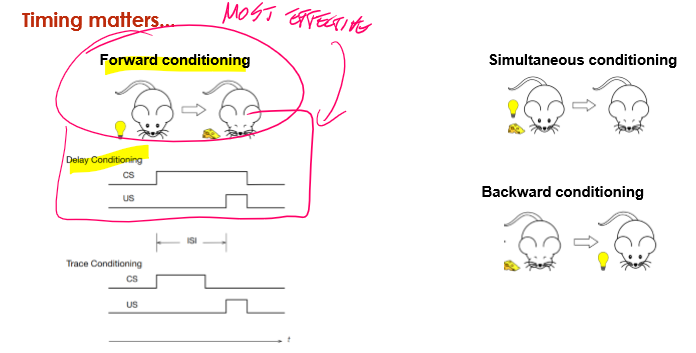 Timing matters...
MOST EFFECTIVE
Forward conditioning
Delay Conditioning
CS
US
ISI
Trace Conditioning
CS
US
t
Simultaneous conditioning
Backward conditioning